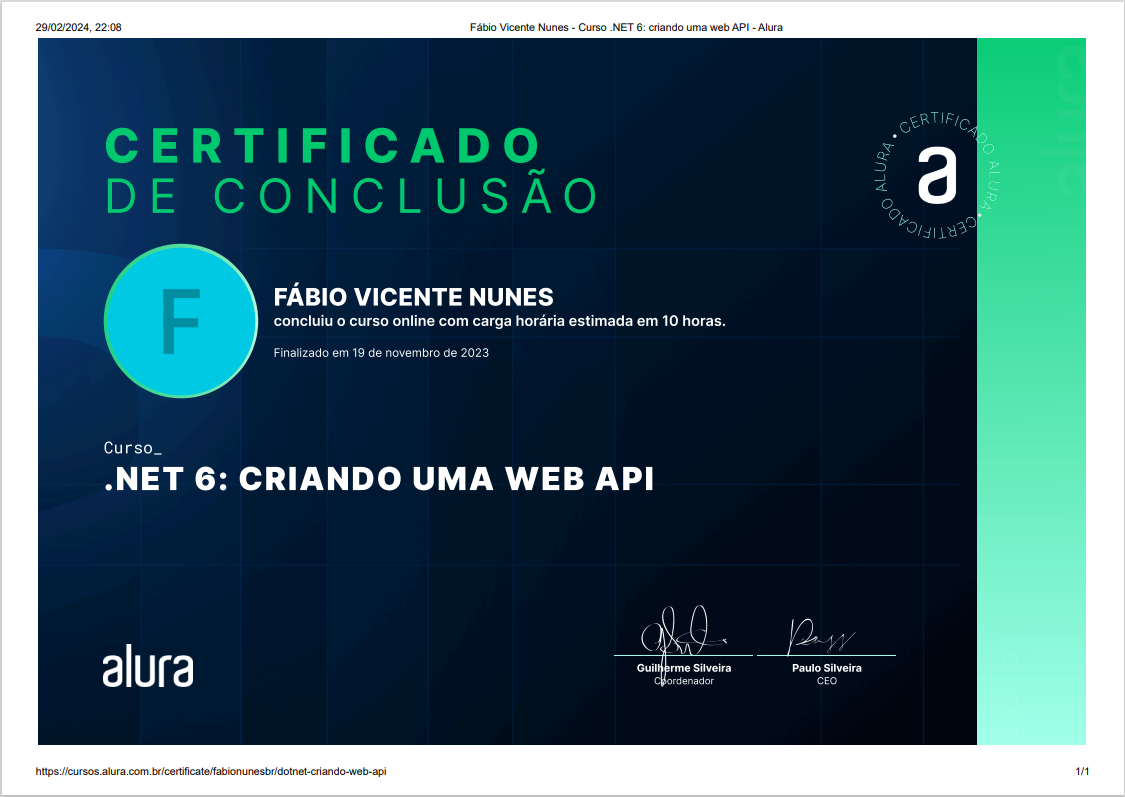 29/02/2024, 22:08
Fábio Vicente Nunes - Curso .NET 6: criando uma web API - Alura
CERTIFICADO
DE CONCLUSÃO
CERTIFICADO ALURA • CERTIFICADO ALURA •
a
F
FÁBIO VICENTE NUNES
concluiu o curso online com carga horária estimada em 10 horas.
Finalizado em 19 de novembro de 2023
Curso_
.NET 6: CRIANDO UMA WEB API
alura
Guilherme Silveira
Coordenador
Paulo Silveira
CEO
https://cursos.alura.com.br/certificate/fabionunesbr/dotnet-criando-web-api
1/1